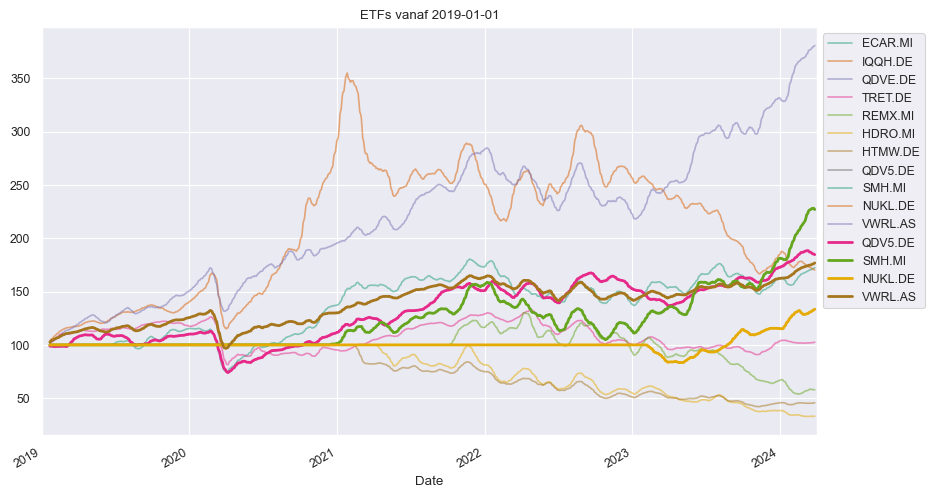 ETFs vanaf 2019-01-01
350
300
250
200
150
100
50
2019
2020
2021
2022
2023
2024
Date
ECAR.MI
IQQH.DE
QDVE.DE
TRET.DE
REMX.MI
HDRO.MI
HTMW.DE
QDV5.DE
SMH.MI
NUKL.DE
VWRL.AS
QDV5.DE
SMH.MI
NUKL.DE
VWRL.AS